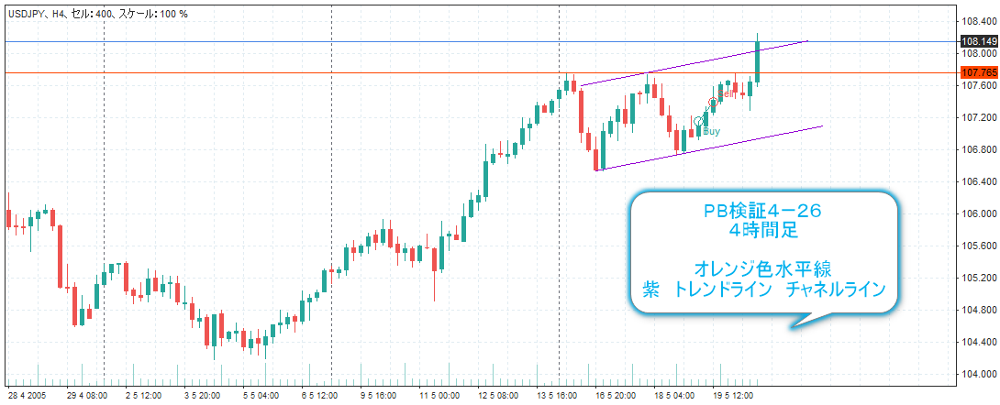 USDJPY、H4、セル: 400、スケール: 100 %
108.400
108.149
108.000
107.765
107.600
107.200
106.800
106.400
106.000
105.600
105.200
104.800
104.400
104.000
Sell
Buy
ＰＢ検証４－２６
４時間足
オレンジ色水平線
紫　トレンドライン　チャネルライン
28 4 2005
29 4 08:00
2 5 12:00
3 5 20:00
5 5 04:00
6 5 12:00
9 5 16:00
11 5 00:00
12 5 08:00
13 5 16:00
16 5 20:00
18 5 04:00
19 5 12:00